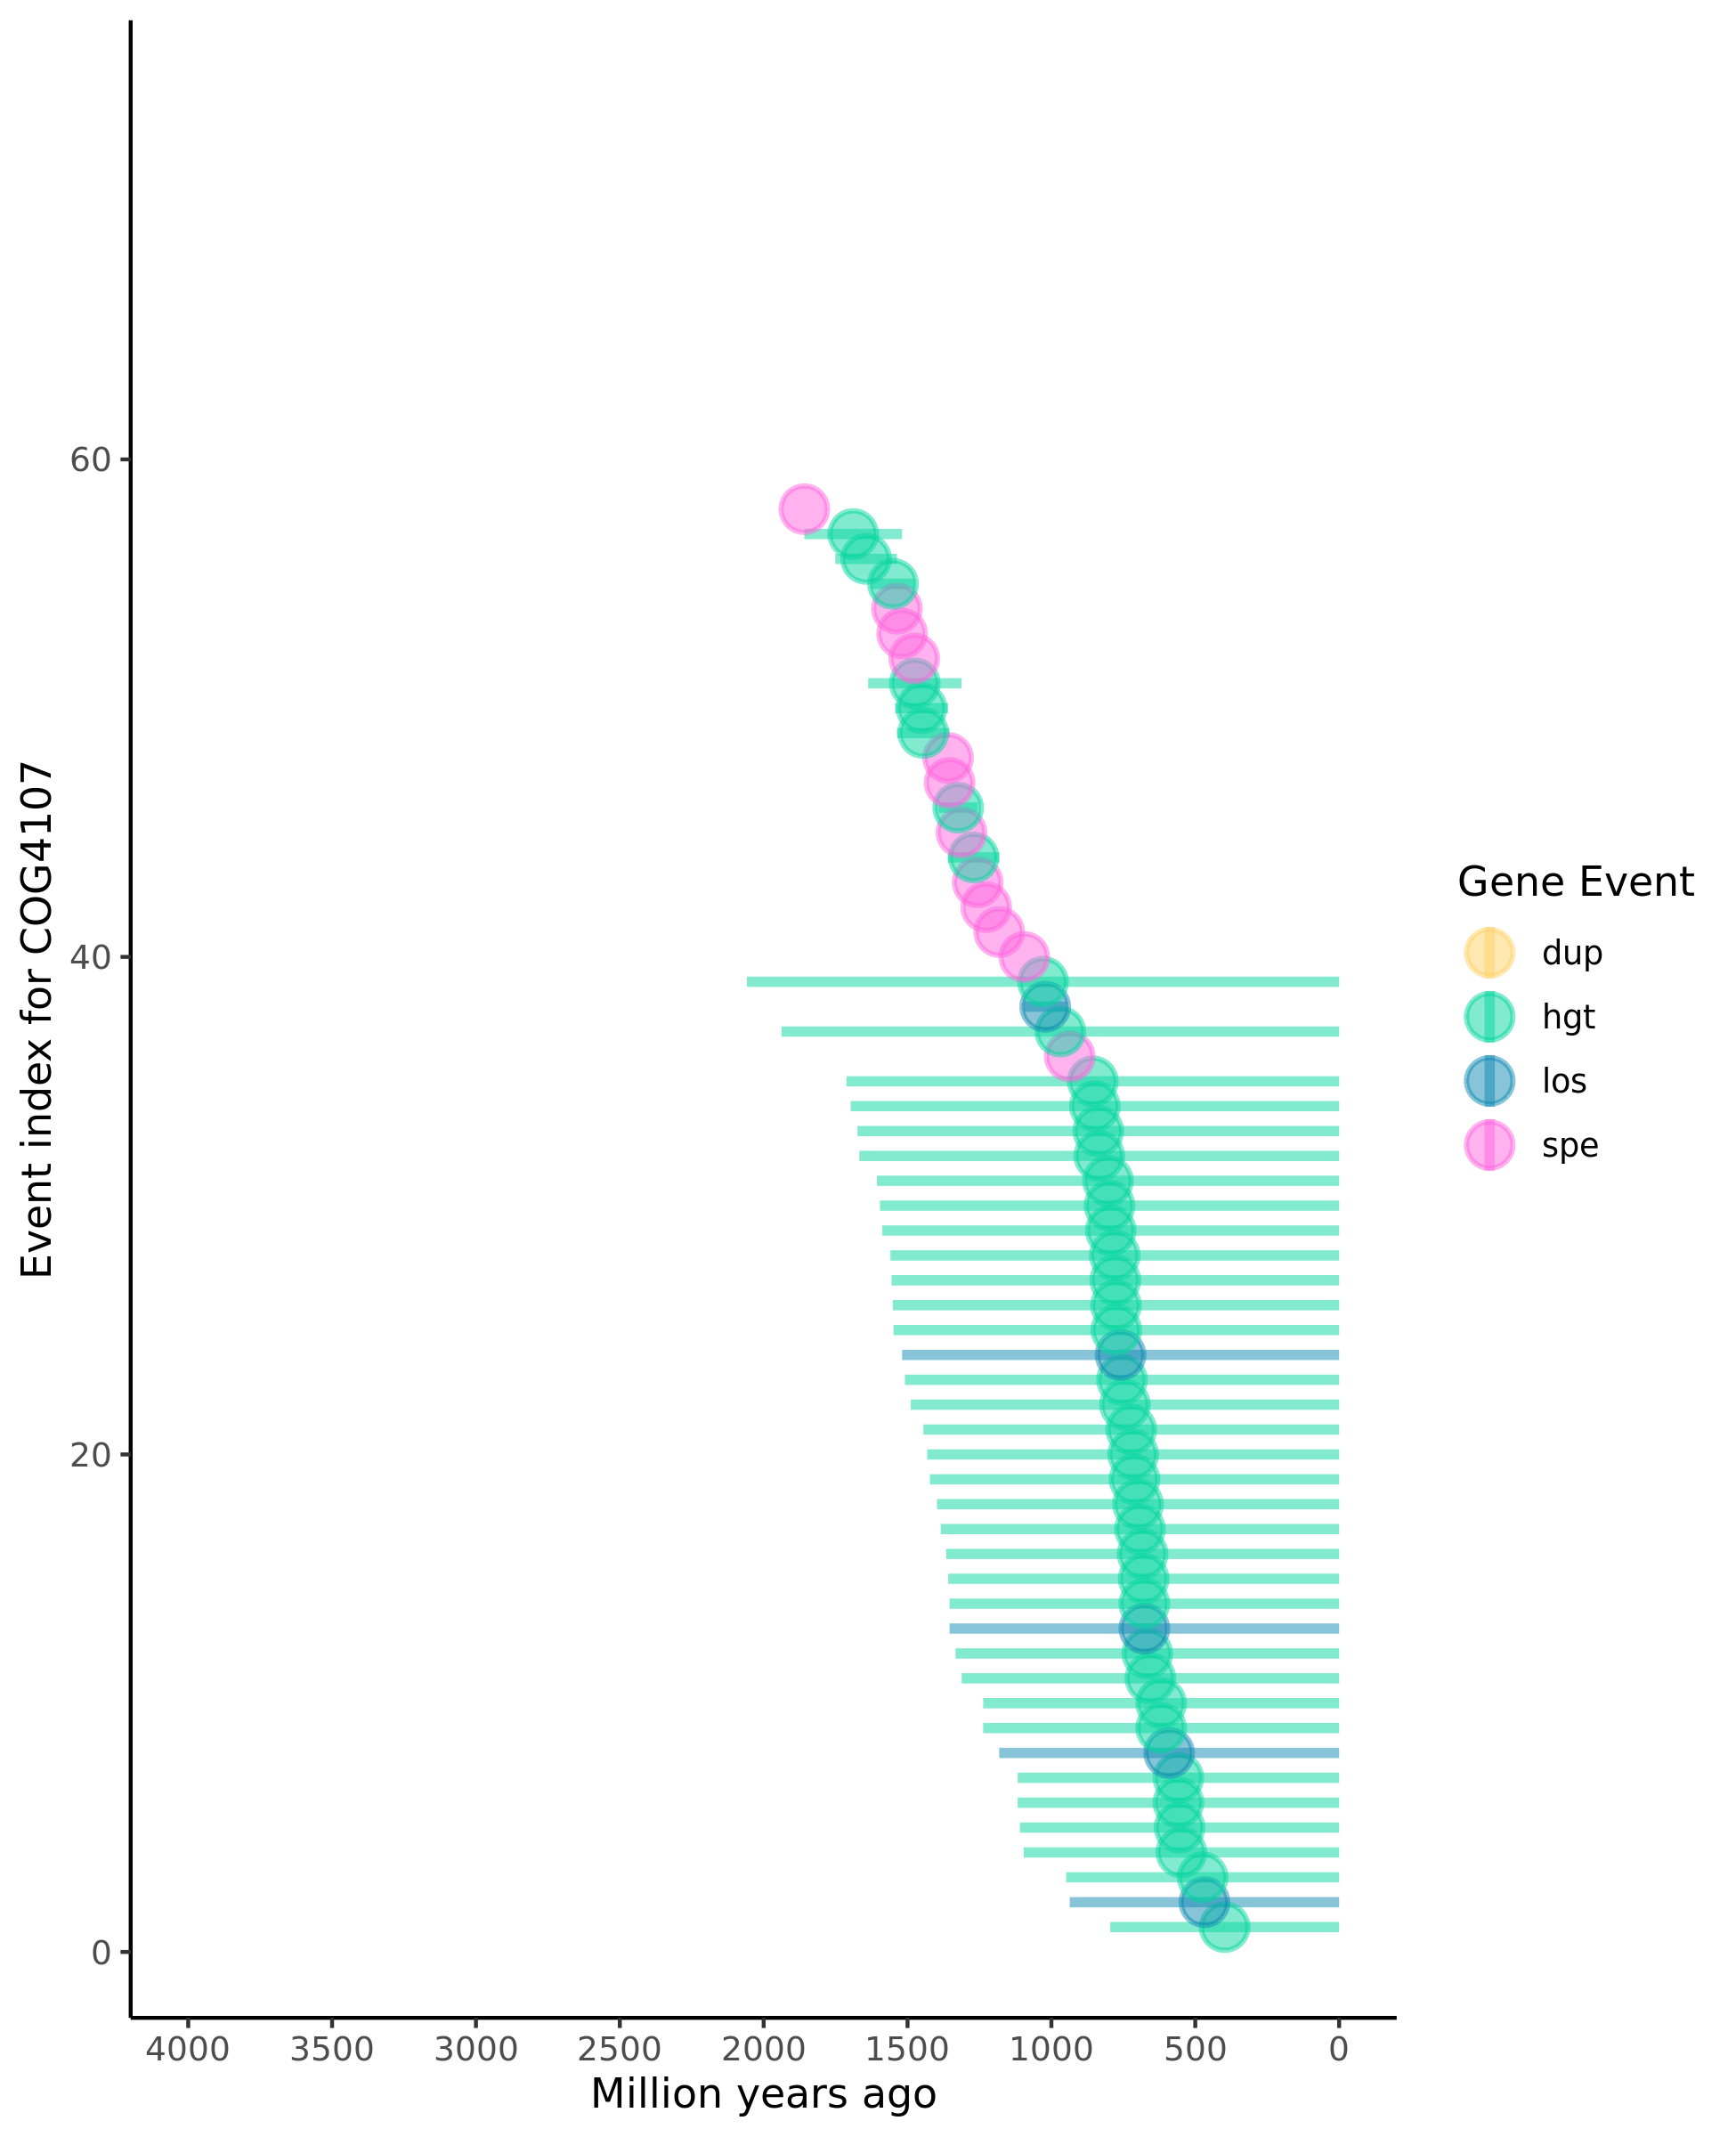 Event index for COG4107
60
40
20
0
4000 3500 3000 2500 2000 1500 1000 500 0
Million years ago
Gene Event
dup
hgt
los
spe